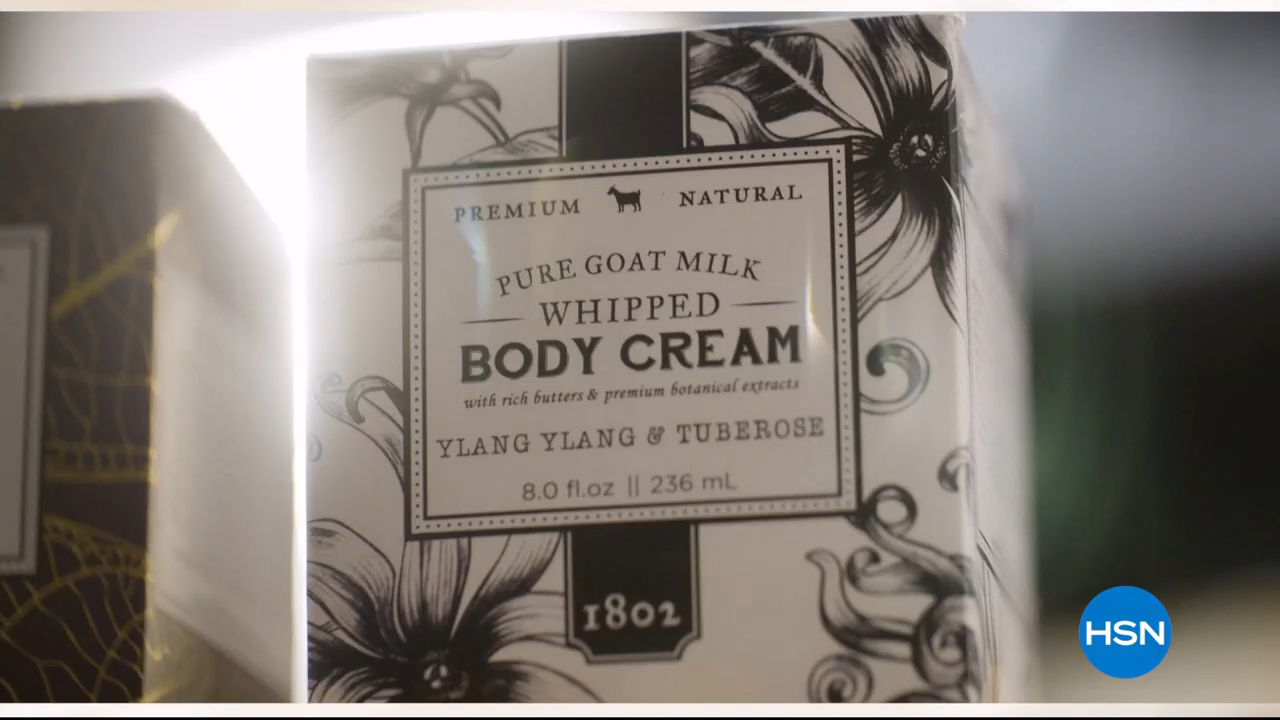 PREMIUM NATURAL
PURE GOAT MILK
WHIPPED
BODY CREAM
with rich butters & premium botanical extracts
YLANG YLANG & TUBEROSE
8.0 fl.oz || 236 mL
1802
HSN